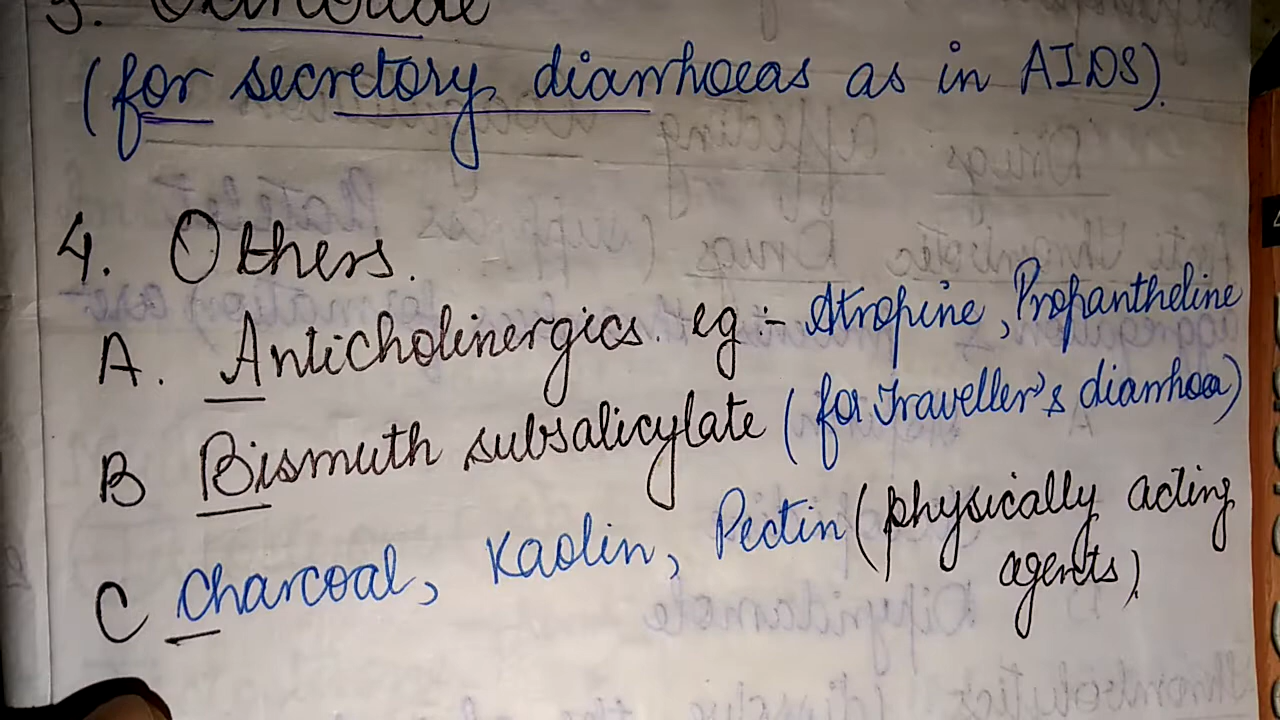 3.
(for secretory diarrhoeas as in AIDS).
4. Others.
A. Anticholinergics. eg :- Atropine, Propantheline
B Bismuth subsalicylate (for Traveller's diarrhoea)
C Charcoal, Kaolin, Pectin (physically acting
agents).